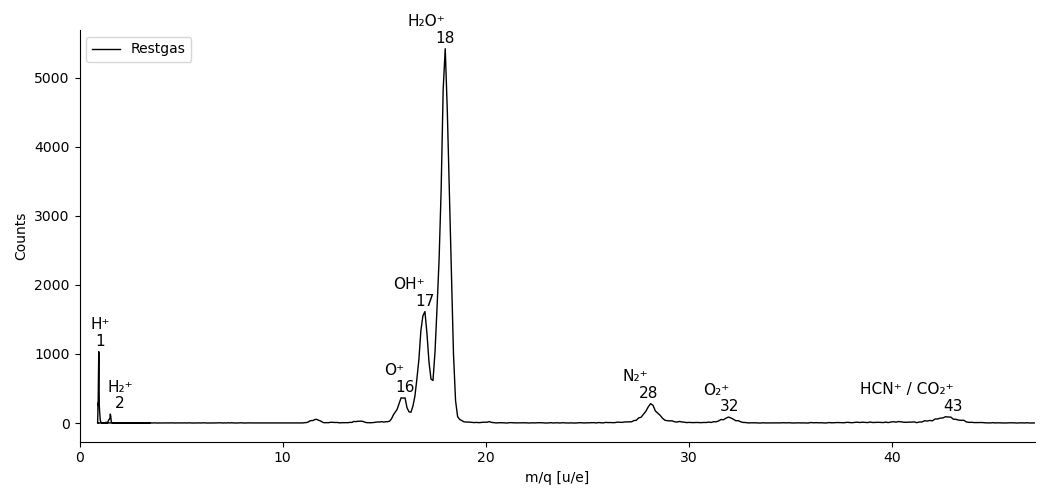 Restgas
H₂O⁺
18
OH⁺
17
H⁺
1
H₂⁺
2
O⁺
16
N₂⁺
28
O₂⁺
32
HCN⁺ / CO₂⁺
43
5000
4000
3000
2000
1000
0
Counts
0 10 20 30 40
m/q [u/e]